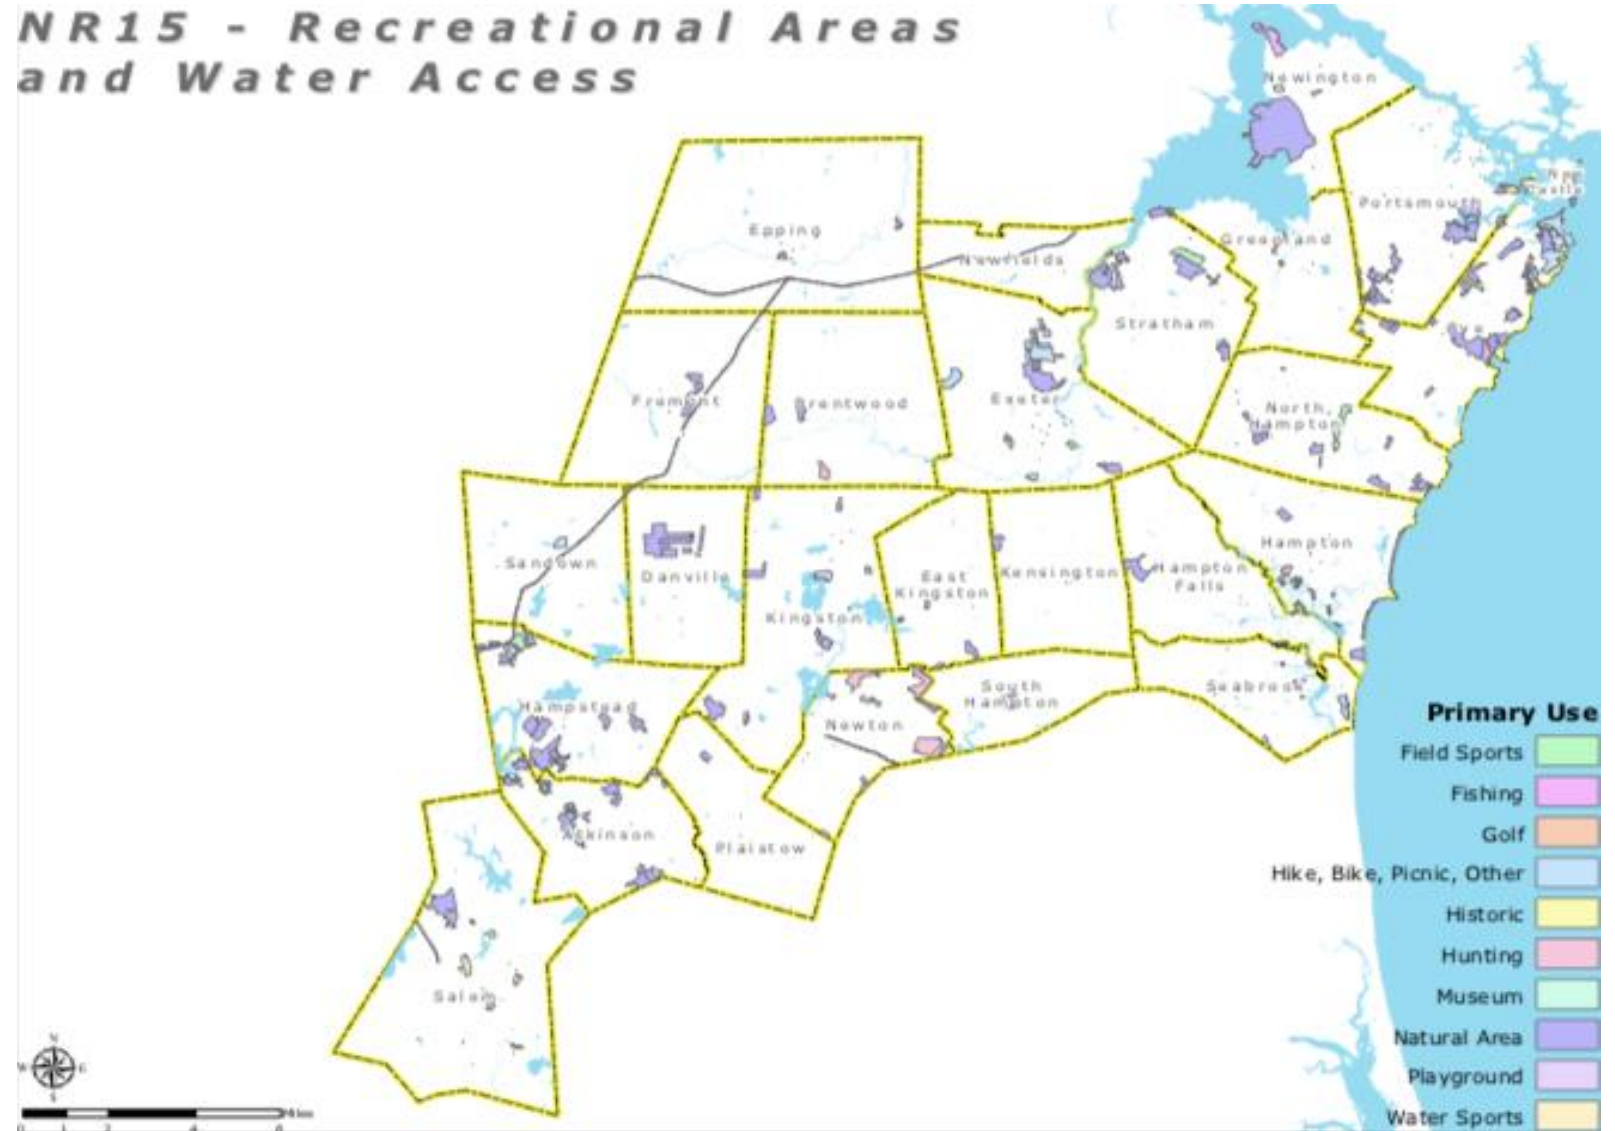 NR15 - Recreational Areas
and Water Access
Newington
Portsmouth
Epping
Greenland
Newfields
Stratham
Rye
Fremont
Brentwood
Exeter
North
Hampton
Sandown
Danville
Kingston
East
Kingston
Kensington
Hampton
Falls
Hampton
Hampstead
Newton
South
Hampton
Seabrook
Atkinson
Plaistow
Salem
Primary Use
Field Sports
Fishing
Golf
Hike, Bike, Picnic, Other
Historic
Hunting
Museum
Natural Area
Playground
Water Sports
N
S
Miles